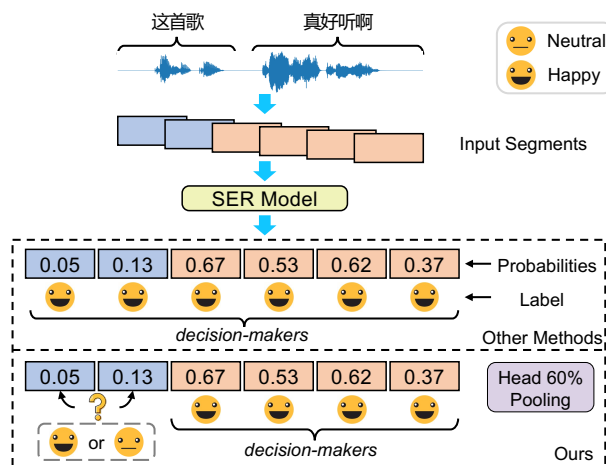 这首歌
真好听啊
Neutral
Happy
Input Segments
SER Model
0.05 0.13 0.67 0.53 0.62 0.37
Probabilities
Label
decision-makers
Other Methods
0.05 0.13 0.67 0.53 0.62 0.37
Head 60%
Pooling
?
or
decision-makers
Ours